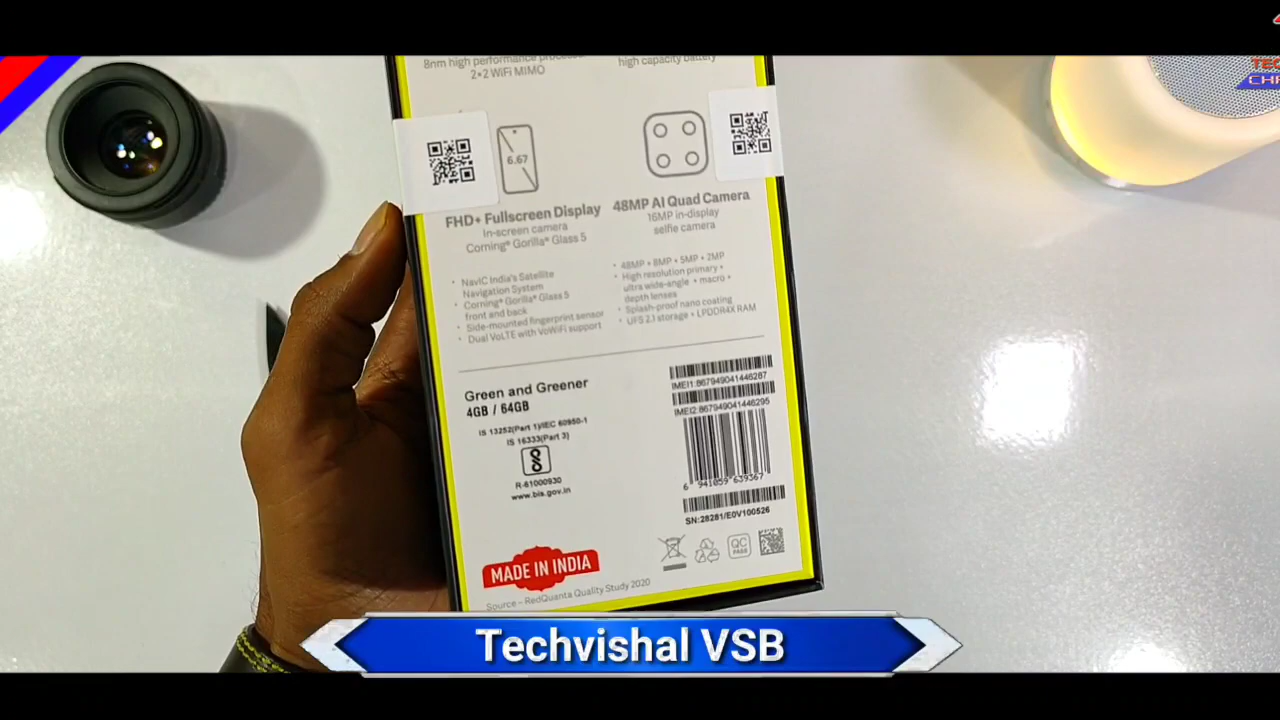 8nm high performance
2×2 WiFi MIMO
high capacity battery
6.67
FHD+ Fullscreen Display
In-screen camera
Corning® Gorilla® Glass 5
48MP AI Quad Camera
16MP in-display
selfie camera
• NavIC India's Satellite
Navigation System
• Corning® Gorilla® Glass 5
front and back
• Side-mounted fingerprint sensor
• Dual VoLTE with VoWiFi support
• 48MP + 8MP + 5MP + 2MP
• High resolution primary +
ultra wide-angle + macro +
depth lenses
• Splash-proof nano coating
• UFS 2.1 storage + LPDDR4X RAM
Green and Greener
4GB / 64GB
IS 13252(Part 1)/IEC 60950-1
IS 16333(Part 3)
R-61000930
www.bis.gov.in
IMEI1:867949041446287
IMEI2:867949041446295
6 941059 639367
SN:28281/E0V100526
QC
PASS
MADE IN INDIA
Source – RedQuanta Quality Study 2020
Techvishal VSB